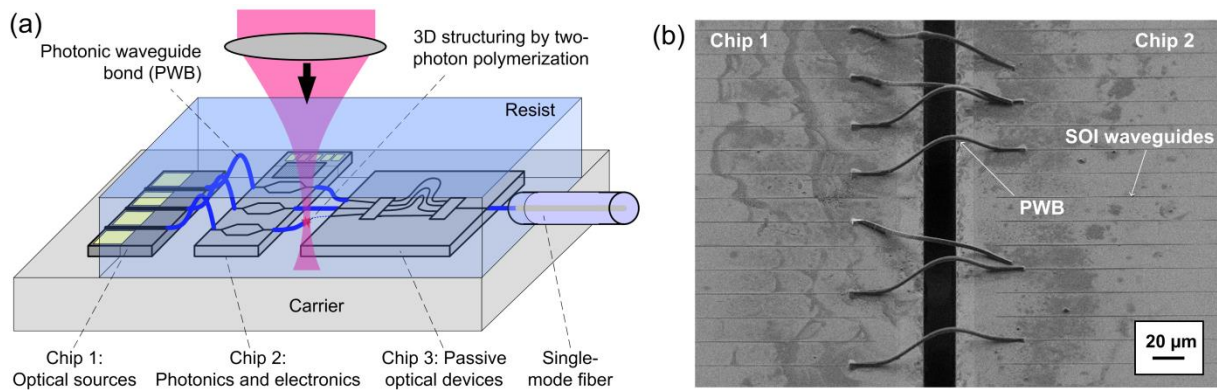 (a)
Photonic waveguide
bond (PWB)
3D structuring by two-
photon polymerization
Resist
Carrier
Chip 1:
Optical sources
Chip 2:
Photonics and electronics
Chip 3: Passive
optical devices
Single-
mode fiber
(b)
Chip 1
Chip 2
SOI waveguides
PWB
20 µm